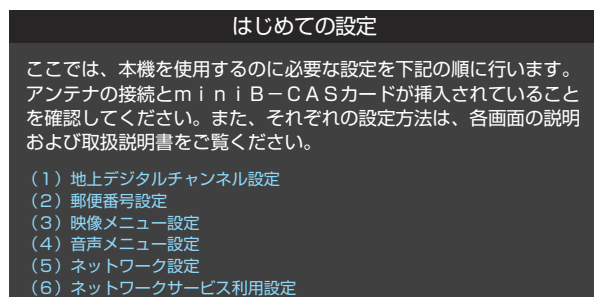 はじめての設定
ここでは、本機を使用するのに必要な設定を下記の順に行います。
アンテナの接続とｍｉｎｉＢ－ＣＡＳカードが挿入されていること
を確認してください。また、それぞれの設定方法は、各画面の説明
および取扱説明書をご覧ください。
（１）地上デジタルチャンネル設定
（２）郵便番号設定
（３）映像メニュー設定
（４）音声メニュー設定
（５）ネットワーク設定
（６）ネットワークサービス利用設定